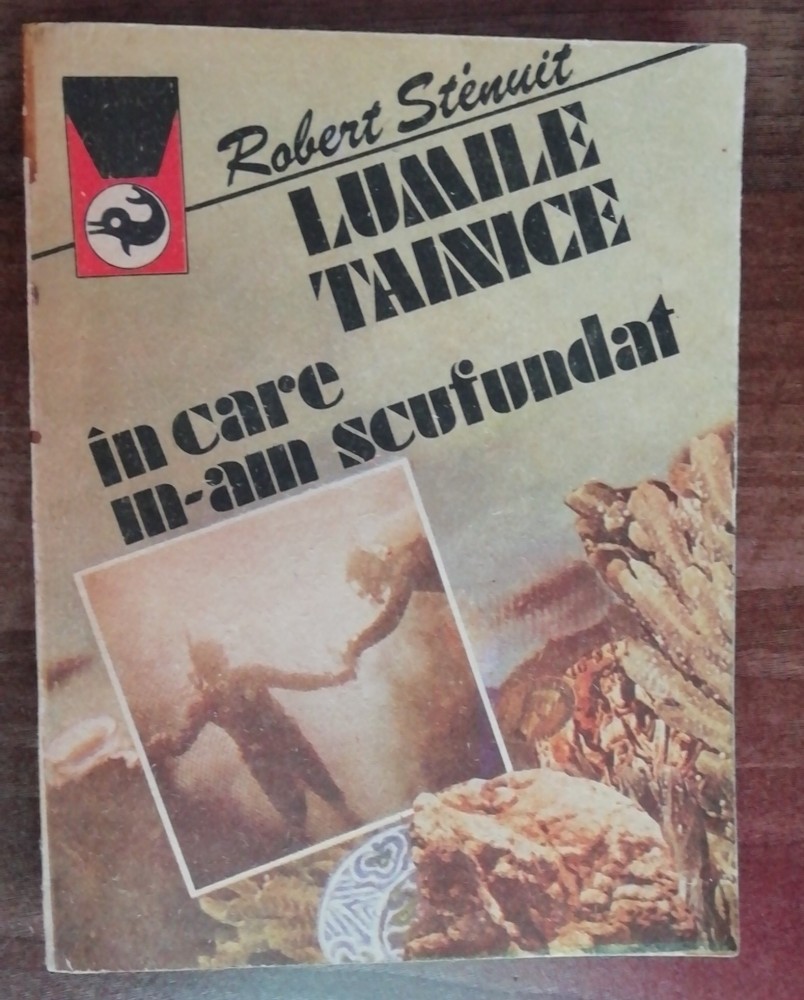 Robert Sténuit
LUMILE
TAINICE
în care
m-am scufundat